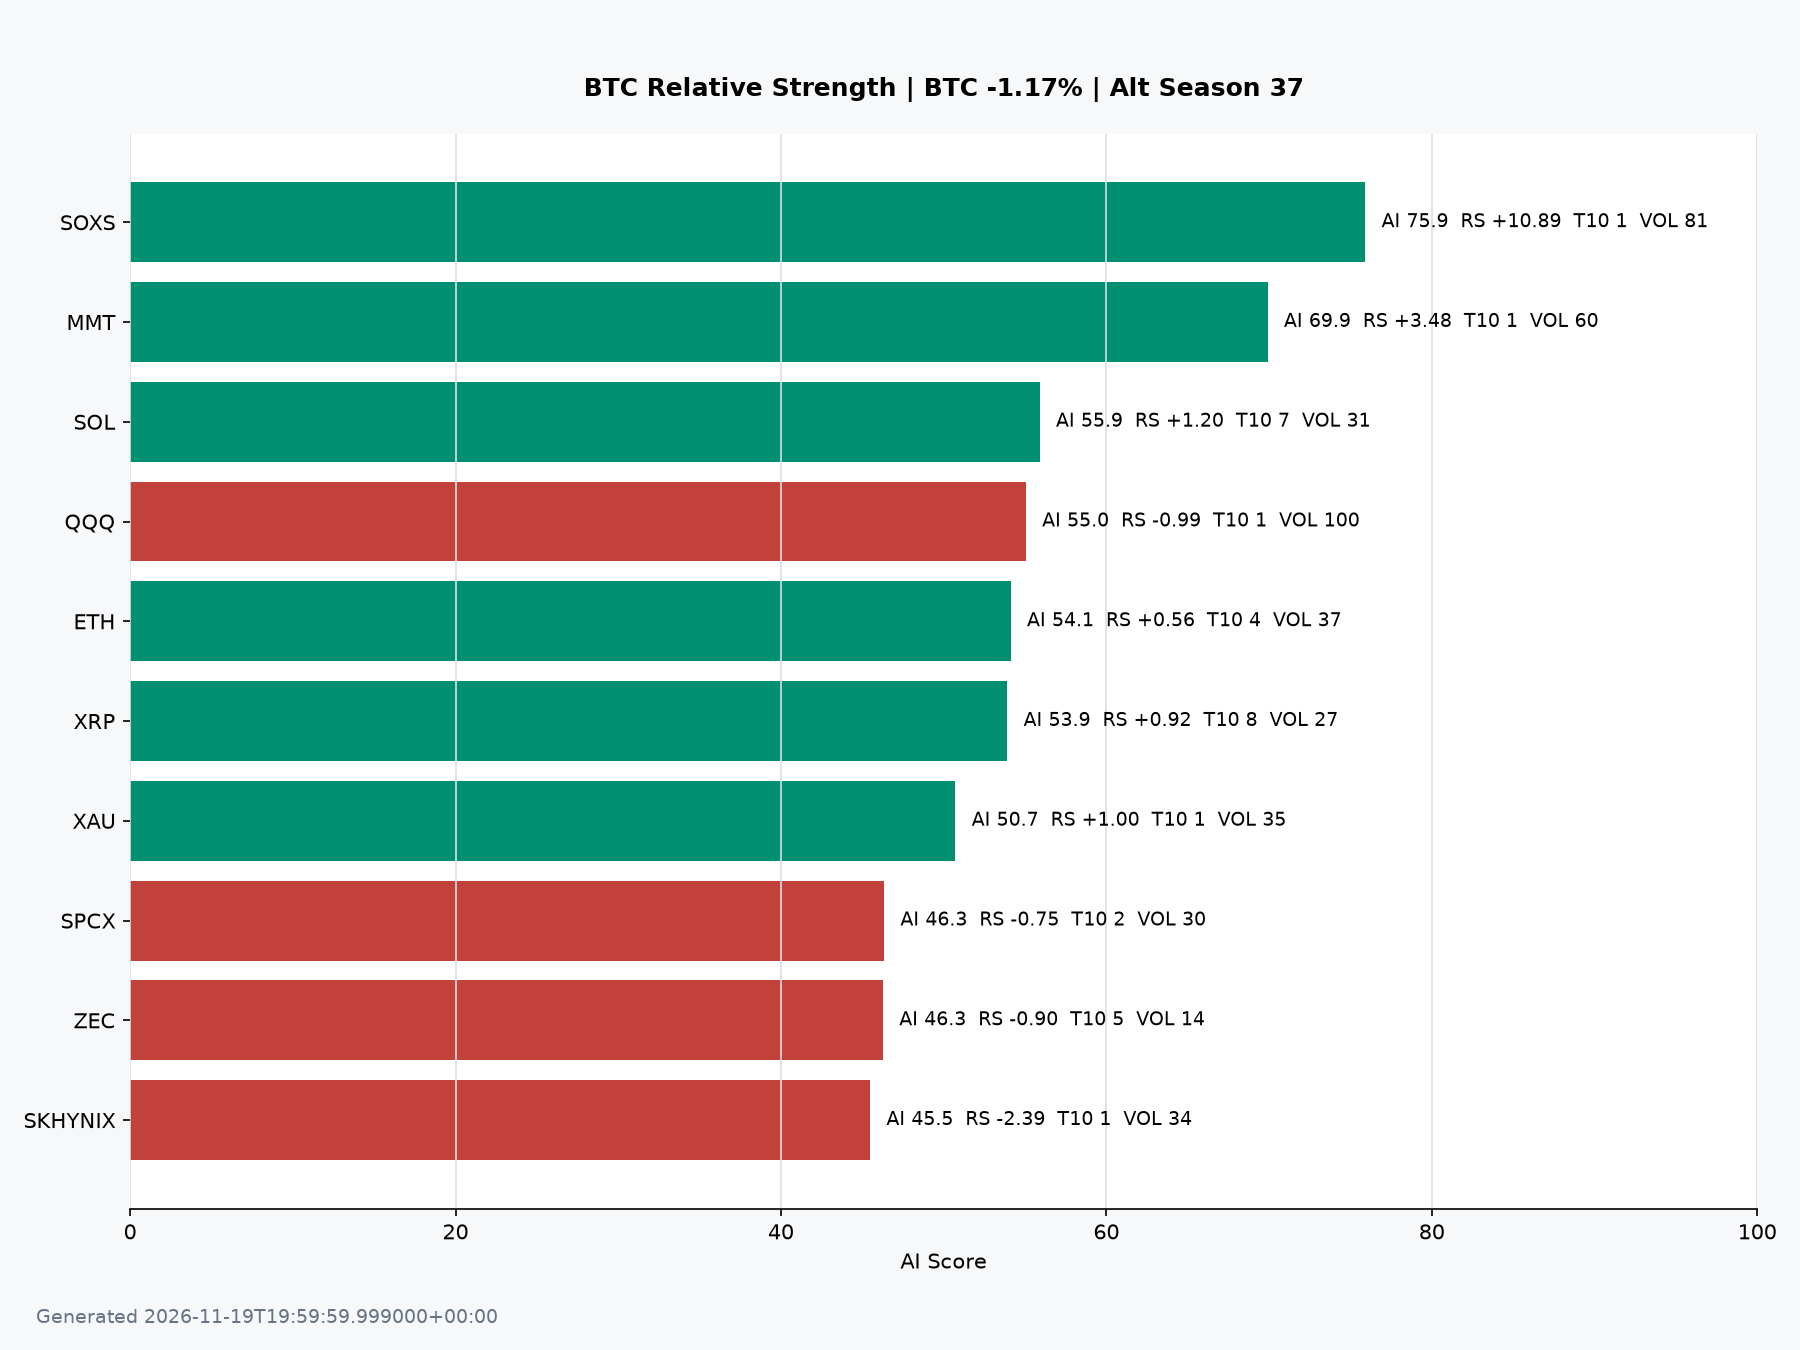 BTC Relative Strength | BTC -1.17% | Alt Season 37
SOXS AI 75.9 RS +10.89 T10 1 VOL 81
MMT AI 69.9 RS +3.48 T10 1 VOL 60
SOL AI 55.9 RS +1.20 T10 7 VOL 31
QQQ AI 55.0 RS -0.99 T10 1 VOL 100
ETH AI 54.1 RS +0.56 T10 4 VOL 37
XRP AI 53.9 RS +0.92 T10 8 VOL 27
XAU AI 50.7 RS +1.00 T10 1 VOL 35
SPCX AI 46.3 RS -0.75 T10 2 VOL 30
ZEC AI 46.3 RS -0.90 T10 5 VOL 14
SKHYNIX AI 45.5 RS -2.39 T10 1 VOL 34
0 20 40 60 80 100
AI Score
Generated 2026-11-19T19:59:59.999000+00:00